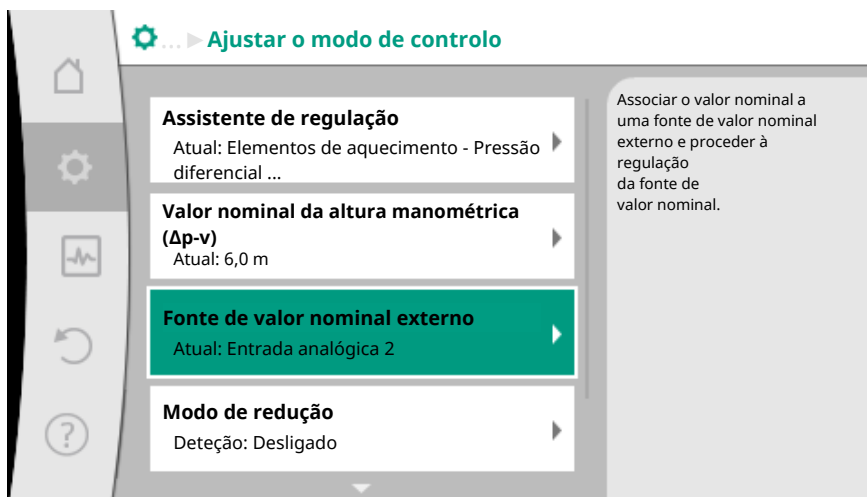 ... Ajustar o modo de controlo
Assistente de regulação
Atual: Elementos de aquecimento - Pressão
diferencial ...
Valor nominal da altura manométrica
(Δp-v)
Atual: 6,0 m
Fonte de valor nominal externo
Atual: Entrada analógica 2
Modo de redução
Deteção: Desligado
Associar o valor nominal a
uma fonte de valor nominal
externo e proceder à
regulação
da fonte de
valor nominal.
?